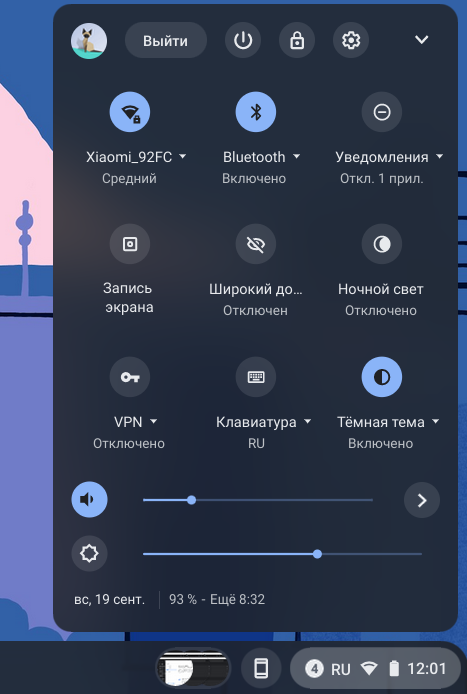 Выйти
Xiaomi_92FC
Средний
Bluetooth
Включено
Уведомления
Откл. 1 прил.
Запись
экрана
Широкий до...
Отключен
Ночной свет
Отключено
VPN
Отключено
Клавиатура
RU
Тёмная тема
Включено
вс, 19 сент.
93 % - Ещё 8:32
4 RU 12:01